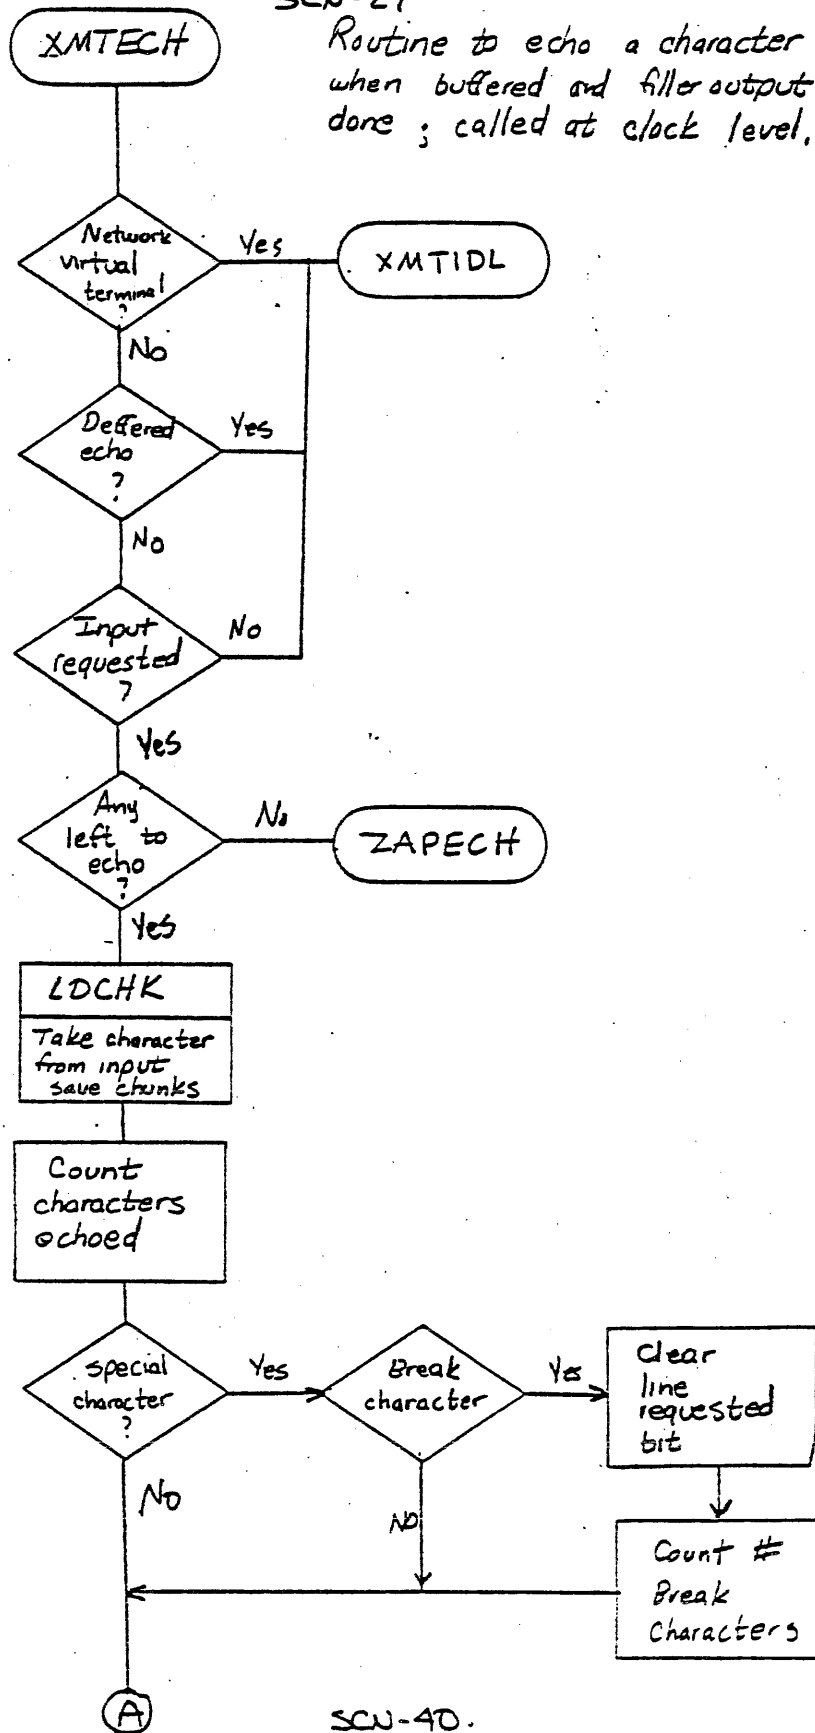 XMTECH
Routine to echo a character
when buffered and filler output
done ; called at clock level.
Network
virtual
terminal
?
Yes
XMTIDL
No
Deffered
echo
?
Yes
No
Input
requested
?
No
Yes
Any
left to
echo
?
No
ZAPECH
Yes
LDCHK
Take character
from input
save chunks
Count
characters
echoed
special
character
?
Yes
Break
character
Yes
Clear
line
requested
bit
No
NO
Count #
Break
Characters
A
SCN-40.